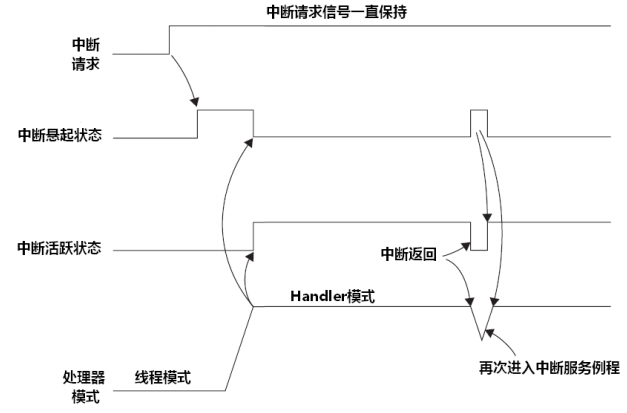 中断请求信号一直保持
中断
请求
中断悬起状态
中断活跃状态
中断返回
Handler模式
处理器
模式
线程模式
再次进入中断服务例程